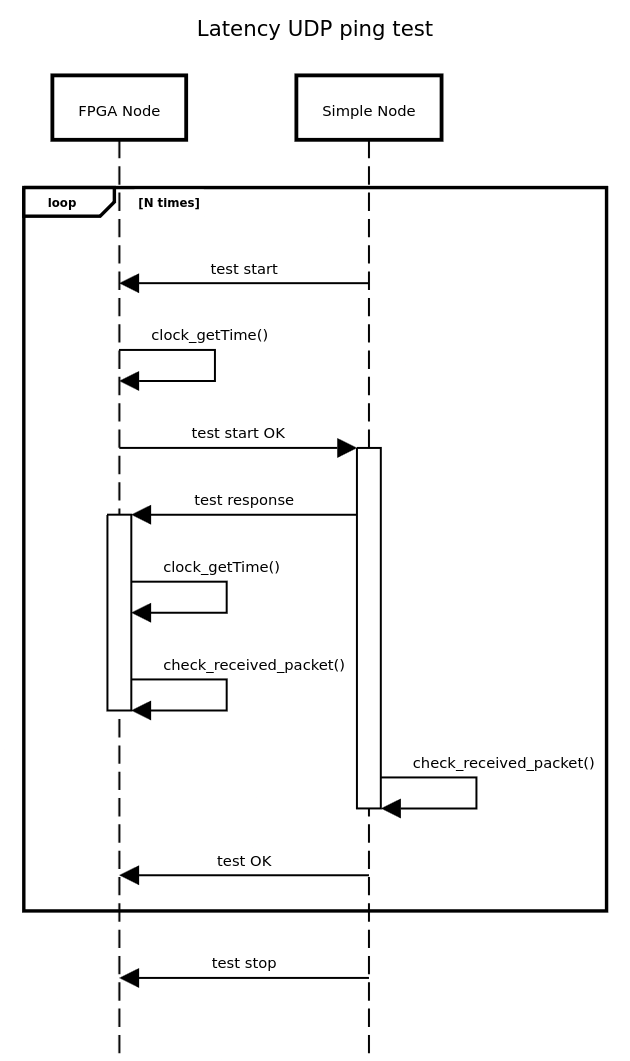 Latency UDP ping test
FPGA Node
Simple Node
loop
[N times]
test start
clock_getTime()
test start OK
test response
clock_getTime()
check_received_packet()
check_received_packet()
test OK
test stop